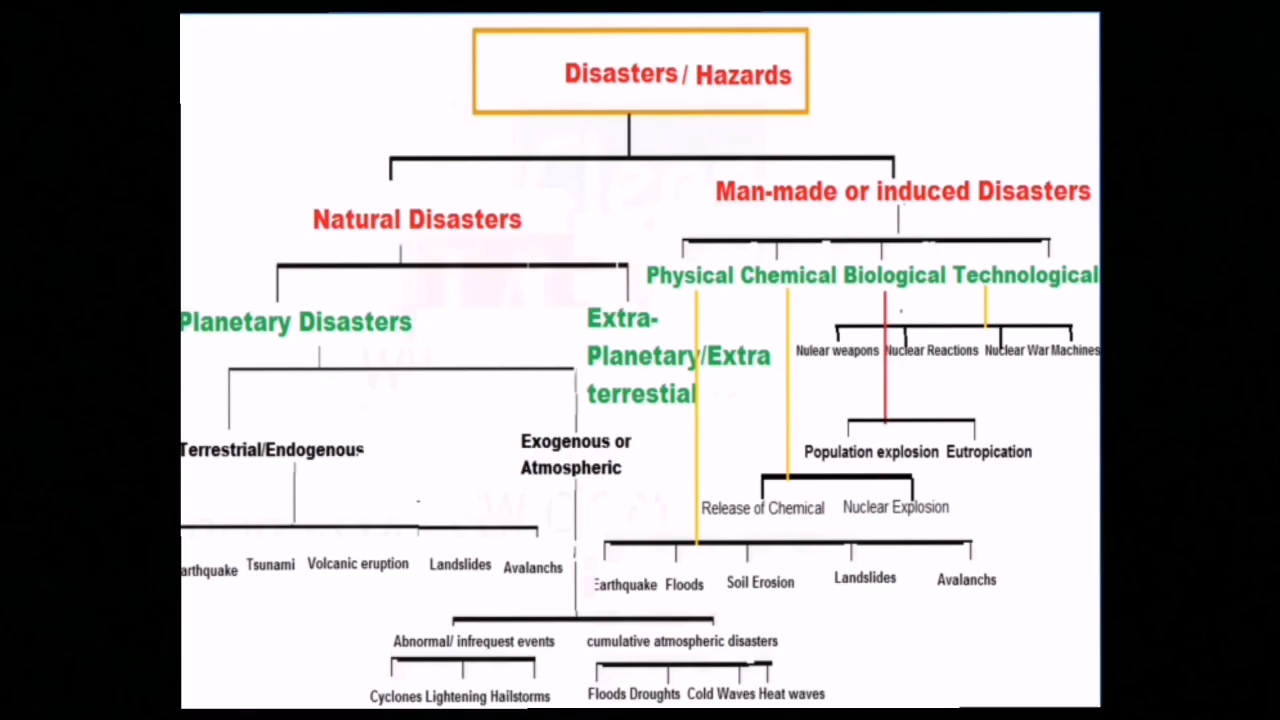 Disasters / Hazards
Man-made or induced Disasters
Natural Disasters
Physical Chemical Biological Technological
Planetary Disasters
Extra-
Planetary/Extra
terrestial
Nulear weapons Nuclear Reactions Nuclear War Machines
Terrestrial/Endogenous
Exogenous or
Atmospheric
Population explosion Eutropication
Release of Chemical Nuclear Explosion
arthquake Tsunami Volcanic eruption Landslides Avalanchs
Earthquake Floods Soil Erosion Landslides Avalanchs
Abnormal/ infrequest events cumulative atmospheric disasters
Cyclones Lightening Hailstorms Floods Droughts Cold Waves Heat waves